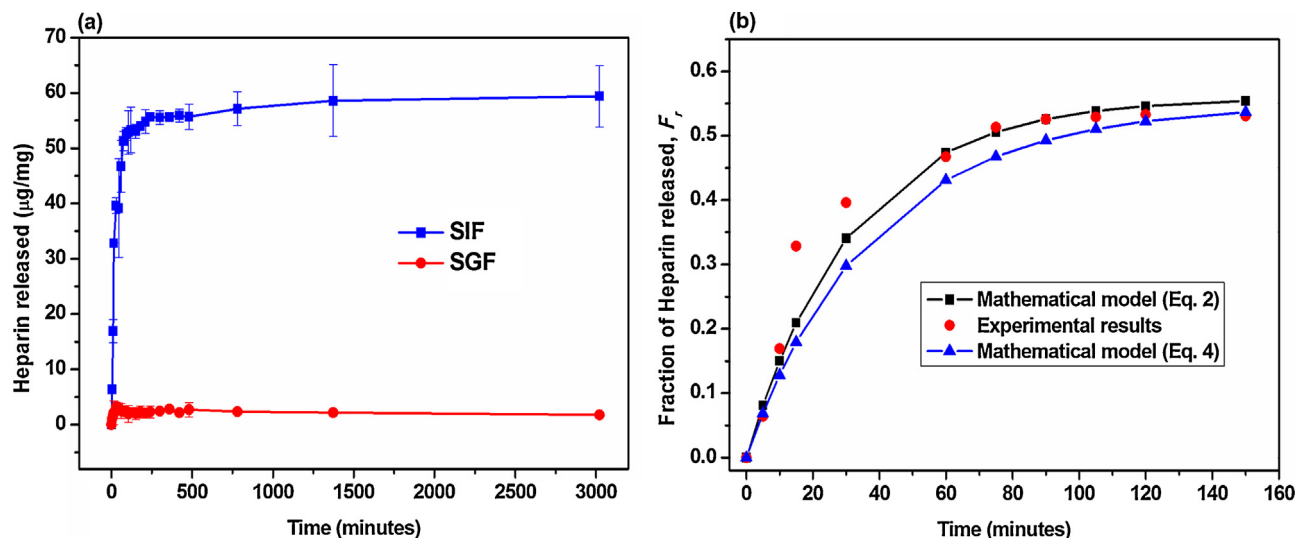 (a)
Heparin released (µg/mg)
70
60
50
40
30
20
10
0
SIF
SGF
0
500
1000
1500
2000
2500
3000
Time (minutes)
(b)
Fraction of Heparin released, Fr
0.6
0.5
0.4
0.3
0.2
0.1
0.0
Mathematical model (Eq. 2)
Experimental results
Mathematical model (Eq. 4)
0
20
40
60
80
100
120
140
160
Time (minutes)